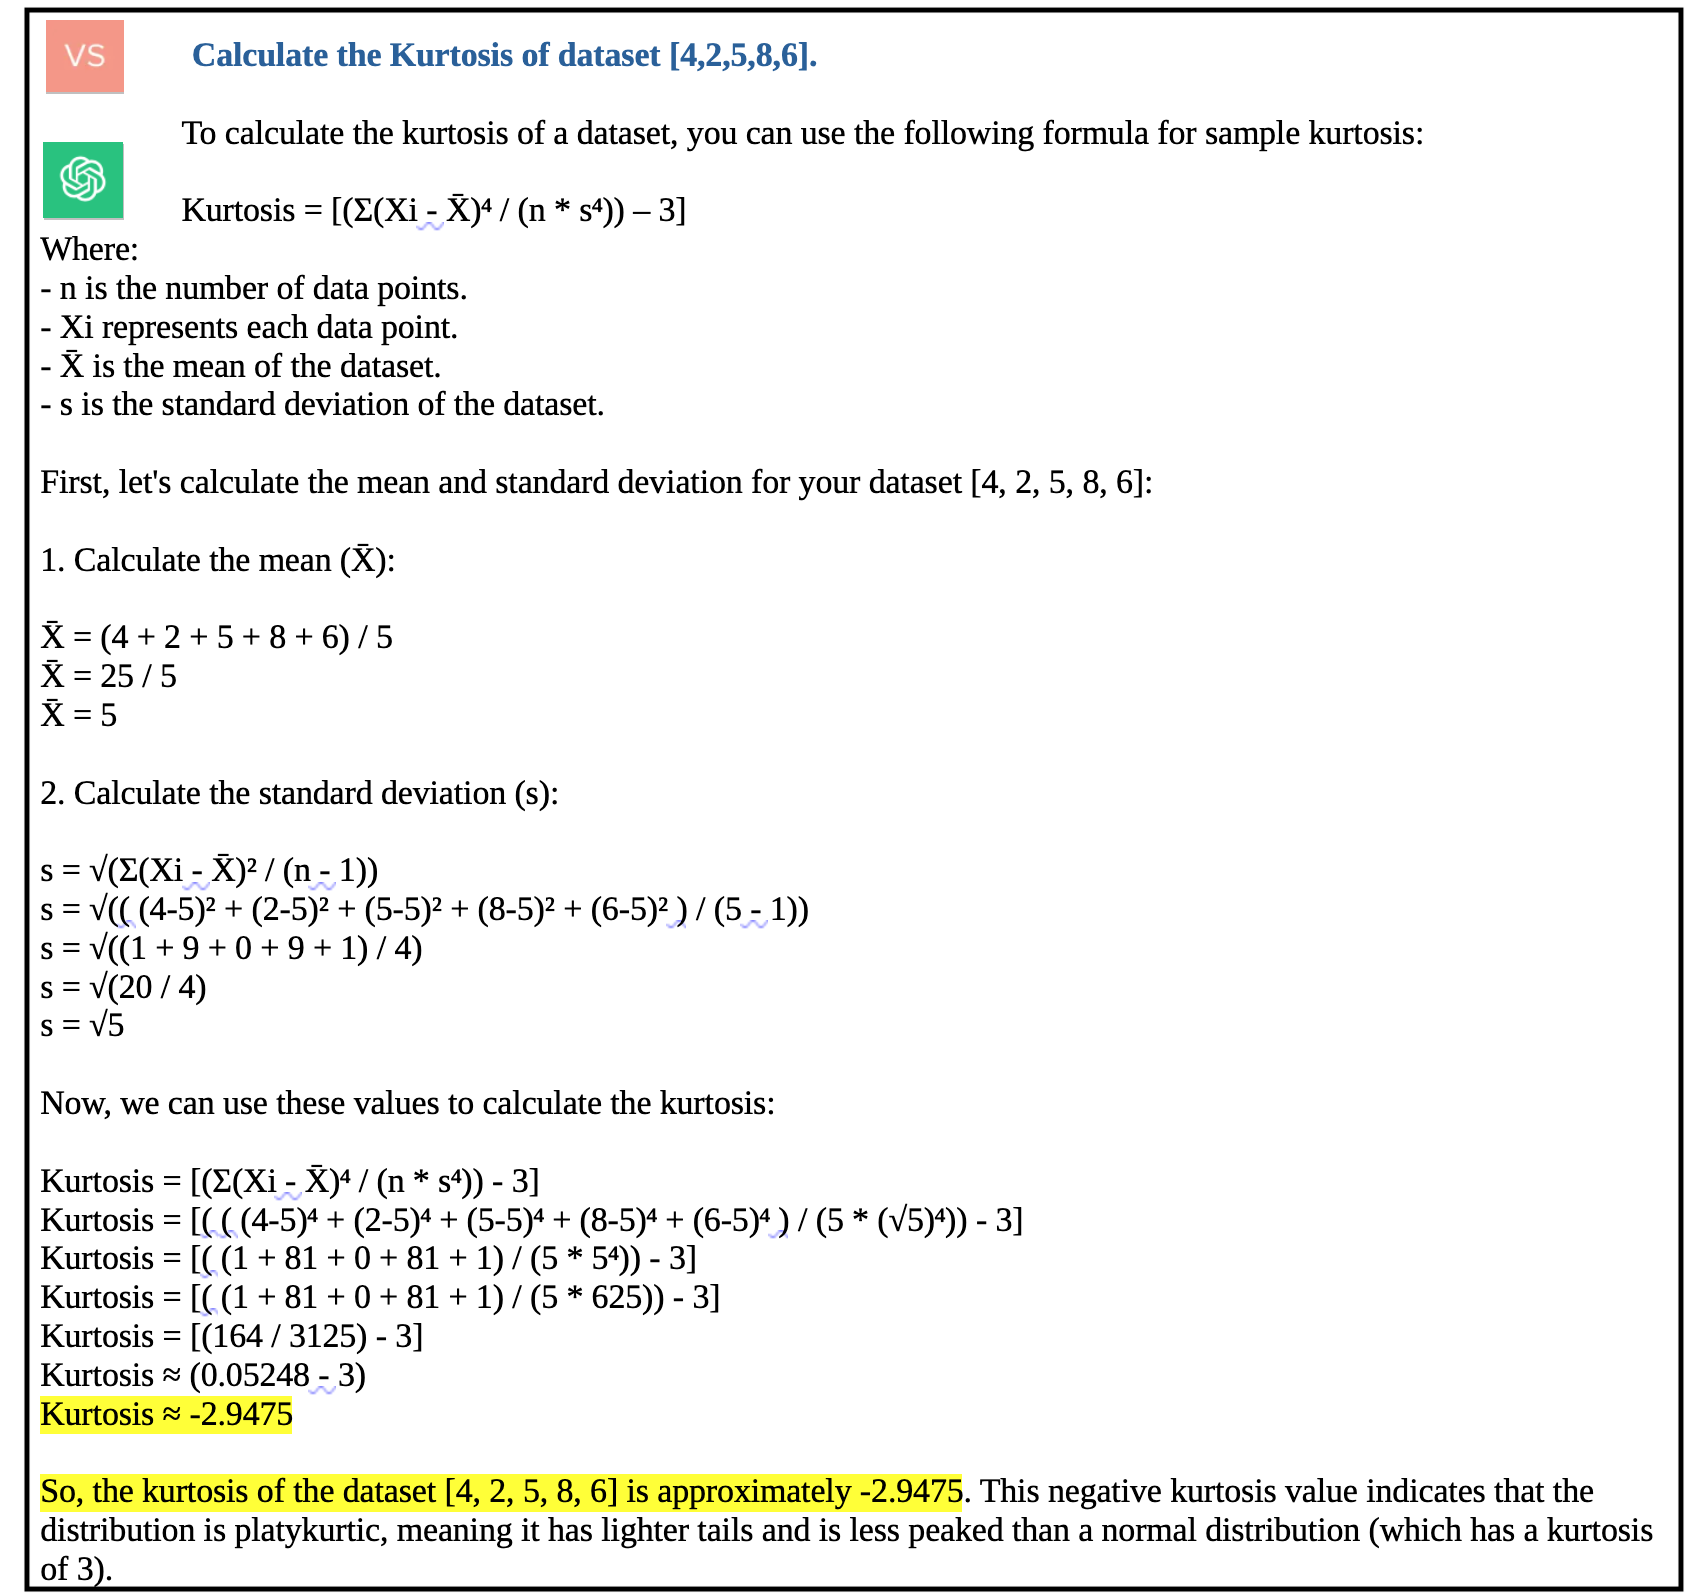 VS
Calculate the Kurtosis of dataset [4,2,5,8,6].
To calculate the kurtosis of a dataset, you can use the following formula for sample kurtosis:
Kurtosis = [(Σ(Xi - X̄)⁴ / (n * s⁴)) – 3]
Where:
- n is the number of data points.
- Xi represents each data point.
- X̄ is the mean of the dataset.
- s is the standard deviation of the dataset.
First, let's calculate the mean and standard deviation for your dataset [4, 2, 5, 8, 6]:
1. Calculate the mean (X̄):
X̄ = (4 + 2 + 5 + 8 + 6) / 5
X̄ = 25 / 5
X̄ = 5
2. Calculate the standard deviation (s):
s = √(Σ(Xi - X̄)² / (n - 1))
s = √(( (4-5)² + (2-5)² + (5-5)² + (8-5)² + (6-5)² ) / (5 - 1))
s = √((1 + 9 + 0 + 9 + 1) / 4)
s = √(20 / 4)
s = √5
Now, we can use these values to calculate the kurtosis:
Kurtosis = [(Σ(Xi - X̄)⁴ / (n * s⁴)) - 3]
Kurtosis = [( ( (4-5)⁴ + (2-5)⁴ + (5-5)⁴ + (8-5)⁴ + (6-5)⁴ ) / (5 * (√5)⁴)) - 3]
Kurtosis = [( (1 + 81 + 0 + 81 + 1) / (5 * 5⁴)) - 3]
Kurtosis = [( (1 + 81 + 0 + 81 + 1) / (5 * 625)) - 3]
Kurtosis = [(164 / 3125) - 3]
Kurtosis ≈ (0.05248 - 3)
Kurtosis ≈ -2.9475
So, the kurtosis of the dataset [4, 2, 5, 8, 6] is approximately -2.9475. This negative kurtosis value indicates that the
distribution is platykurtic, meaning it has lighter tails and is less peaked than a normal distribution (which has a kurtosis
of 3).